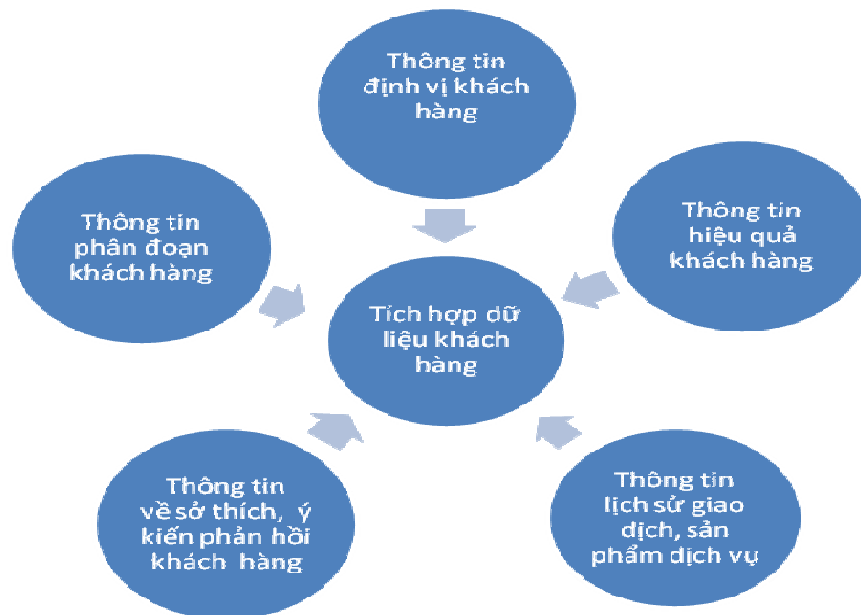 Thông tin
định vị khách
hàng
Thông tin
phân đoạn
khách hàng
Thông tin
hiệu quả
khách hàng
Tích hợp dữ
liệu khách
hàng
Thông tin
về sở thích, ý
kiến phản hồi
khách hàng
Thông tin
lịch sử giao
dịch, sản
phẩm dịch vụ